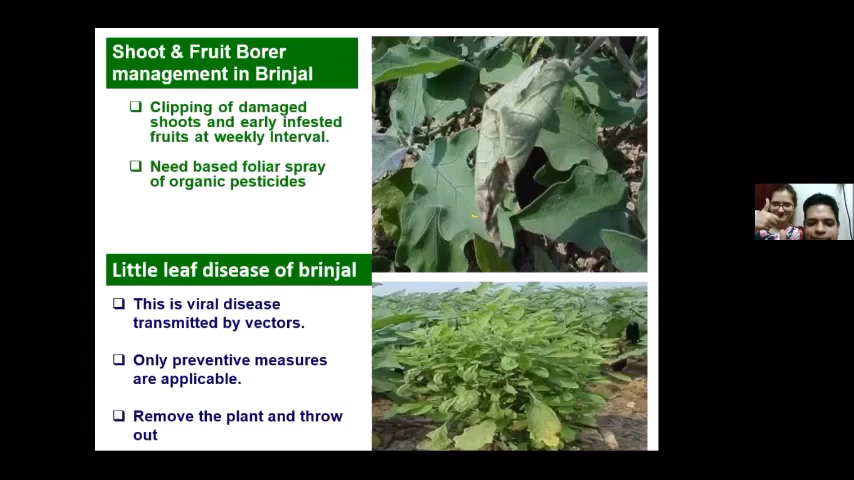 Shoot & Fruit Borer
management in Brinjal
❑ Clipping of damaged
shoots and early infested
fruits at weekly interval.
❑ Need based foliar spray
of organic pesticides
Little leaf disease of brinjal
❑ This is viral disease
transmitted by vectors.
❑ Only preventive measures
are applicable.
❑ Remove the plant and throw
out